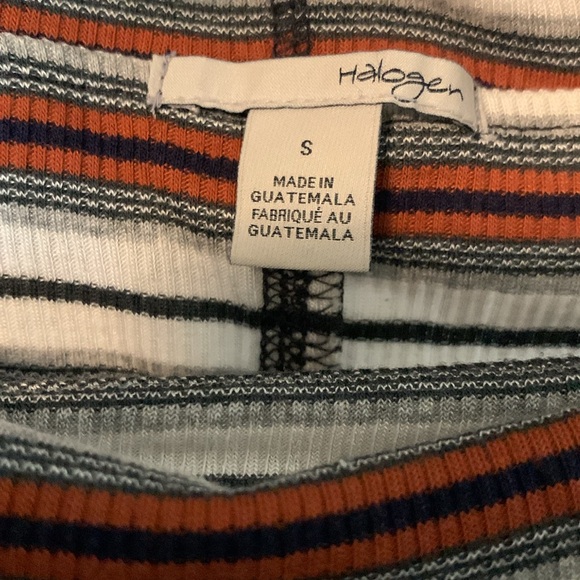 Halogen
S
MADE IN
GUATEMALA
FABRIQUÉ AU
GUATEMALA